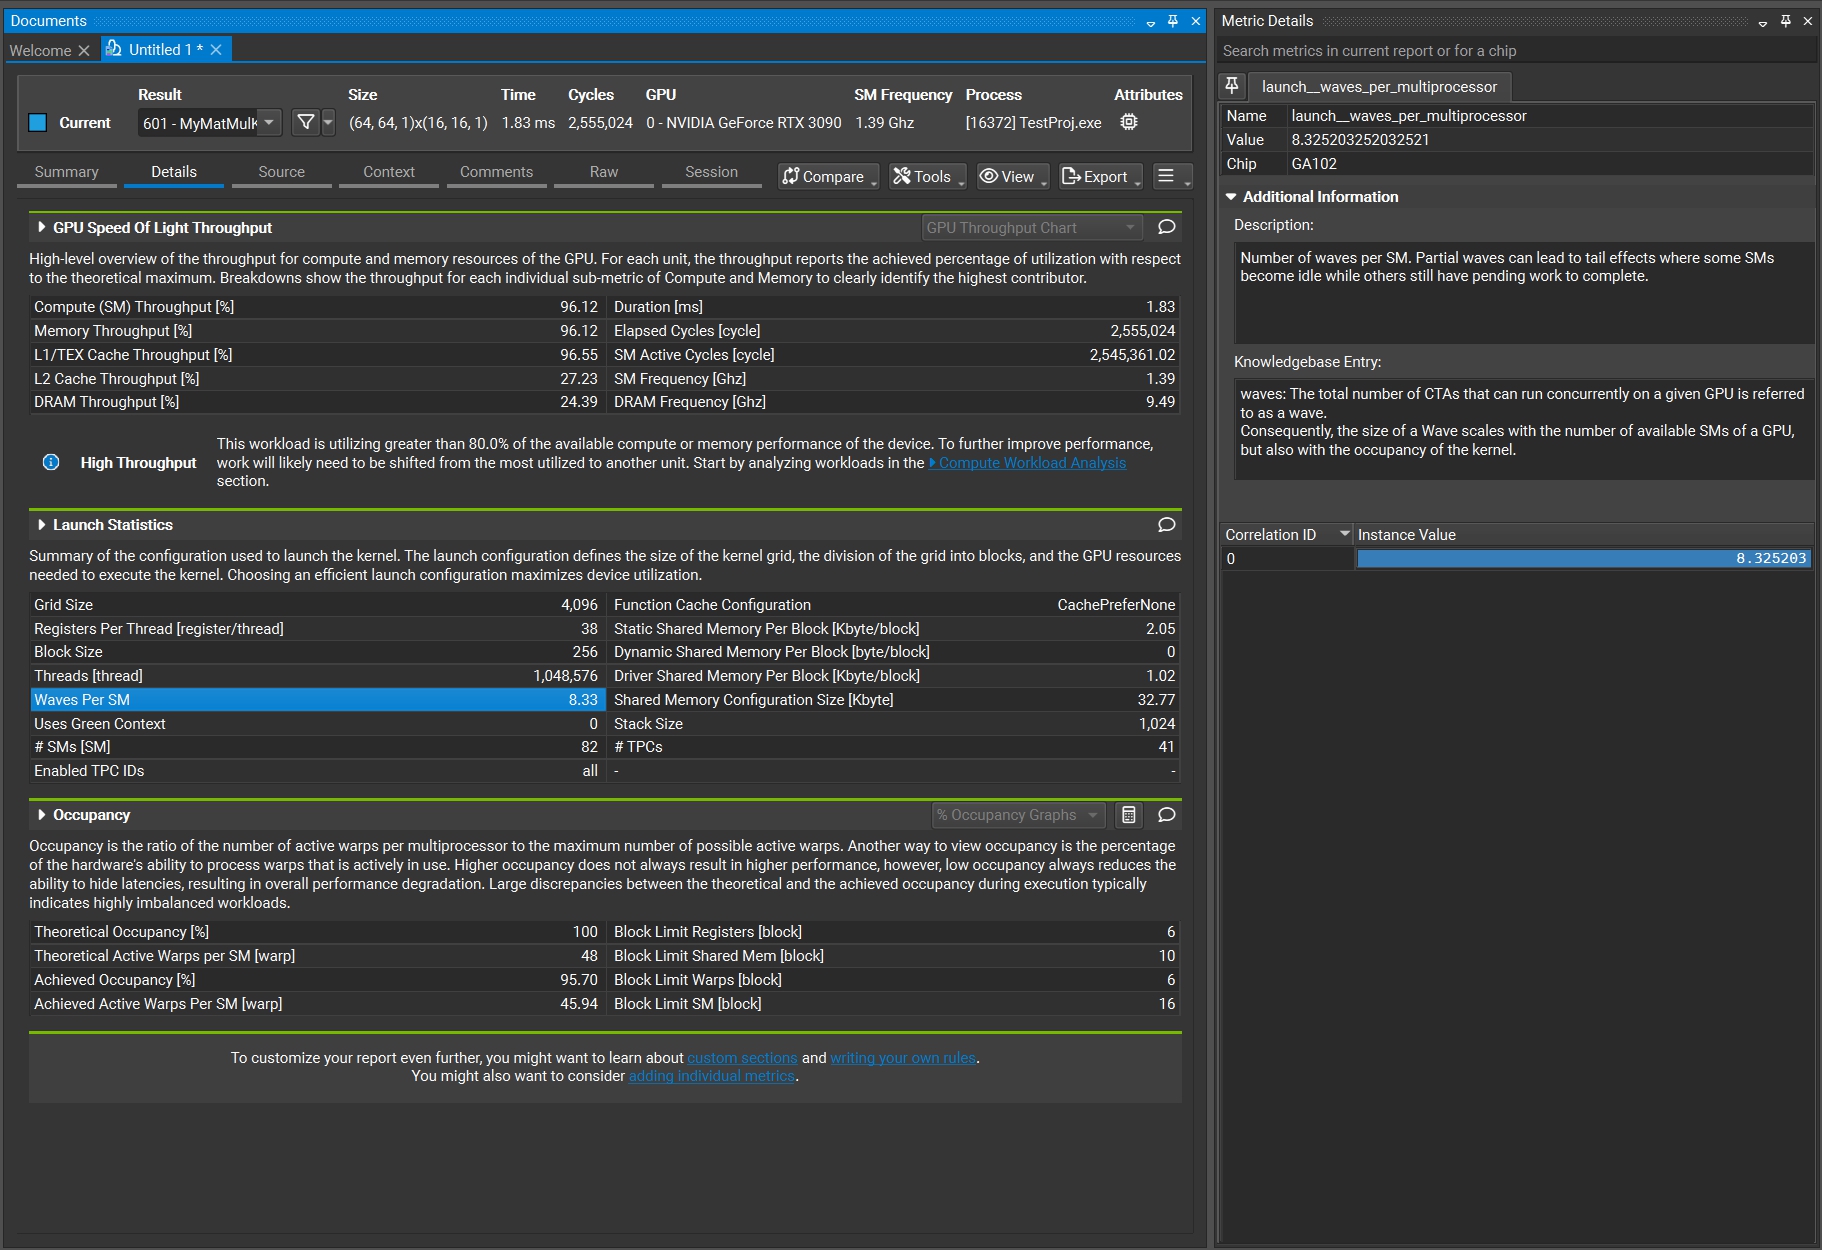 Documents
Welcome
Untitled 1 *
Result Size Time Cycles GPU SM Frequency Process Attributes
Current 601 - MyMatMulK (64, 64, 1)x(16, 16, 1) 1.83 ms 2,555,024 0 - NVIDIA GeForce RTX 3090 1.39 Ghz [16372] TestProj.exe
Summary Details Source Context Comments Raw Session Compare Tools View Export
GPU Speed Of Light Throughput GPU Throughput Chart
High-level overview of the throughput for compute and memory resources of the GPU. For each unit, the throughput reports the achieved percentage of utilization with respect
to the theoretical maximum. Breakdowns show the throughput for each individual sub-metric of Compute and Memory to clearly identify the highest contributor.
Compute (SM) Throughput [%] 96.12 Duration [ms] 1.83
Memory Throughput [%] 96.12 Elapsed Cycles [cycle] 2,555,024
L1/TEX Cache Throughput [%] 96.55 SM Active Cycles [cycle] 2,545,361.02
L2 Cache Throughput [%] 27.23 SM Frequency [Ghz] 1.39
DRAM Throughput [%] 24.39 DRAM Frequency [Ghz] 9.49
High Throughput
This workload is utilizing greater than 80.0% of the available compute or memory performance of the device. To further improve performance,
work will likely need to be shifted from the most utilized to another unit. Start by analyzing workloads in the Compute Workload Analysis
section.
Launch Statistics
Summary of the configuration used to launch the kernel. The launch configuration defines the size of the kernel grid, the division of the grid into blocks, and the GPU resources
needed to execute the kernel. Choosing an efficient launch configuration maximizes device utilization.
Grid Size 4,096 Function Cache Configuration CachePreferNone
Registers Per Thread [register/thread] 38 Static Shared Memory Per Block [Kbyte/block] 2.05
Block Size 256 Dynamic Shared Memory Per Block [byte/block] 0
Threads [thread] 1,048,576 Driver Shared Memory Per Block [Kbyte/block] 1.02
Waves Per SM 8.33 Shared Memory Configuration Size [Kbyte] 32.77
Uses Green Context 0 Stack Size 1,024
# SMs [SM] 82 # TPCs 41
Enabled TPC IDs all - -
Occupancy % Occupancy Graphs
Occupancy is the ratio of the number of active warps per multiprocessor to the maximum number of possible active warps. Another way to view occupancy is the percentage
of the hardware's ability to process warps that is actively in use. Higher occupancy does not always result in higher performance, however, low occupancy always reduces the
ability to hide latencies, resulting in overall performance degradation. Large discrepancies between the theoretical and the achieved occupancy during execution typically
indicates highly imbalanced workloads.
Theoretical Occupancy [%] 100 Block Limit Registers [block] 6
Theoretical Active Warps per SM [warp] 48 Block Limit Shared Mem [block] 10
Achieved Occupancy [%] 95.70 Block Limit Warps [block] 6
Achieved Active Warps Per SM [warp] 45.94 Block Limit SM [block] 16
To customize your report even further, you might want to learn about custom sections and writing your own rules.
You might also want to consider adding individual metrics.
Metric Details
Search metrics in current report or for a chip
launch__waves_per_multiprocessor
Name launch__waves_per_multiprocessor
Value 8.325203252032521
Chip GA102
Additional Information
Description:
Number of waves per SM. Partial waves can lead to tail effects where some SMs
become idle while others still have pending work to complete.
Knowledgebase Entry:
waves: The total number of CTAs that can run concurrently on a given GPU is referred
to as a wave.
Consequently, the size of a Wave scales with the number of available SMs of a GPU,
but also with the occupancy of the kernel.
Correlation ID Instance Value
0 8.325203